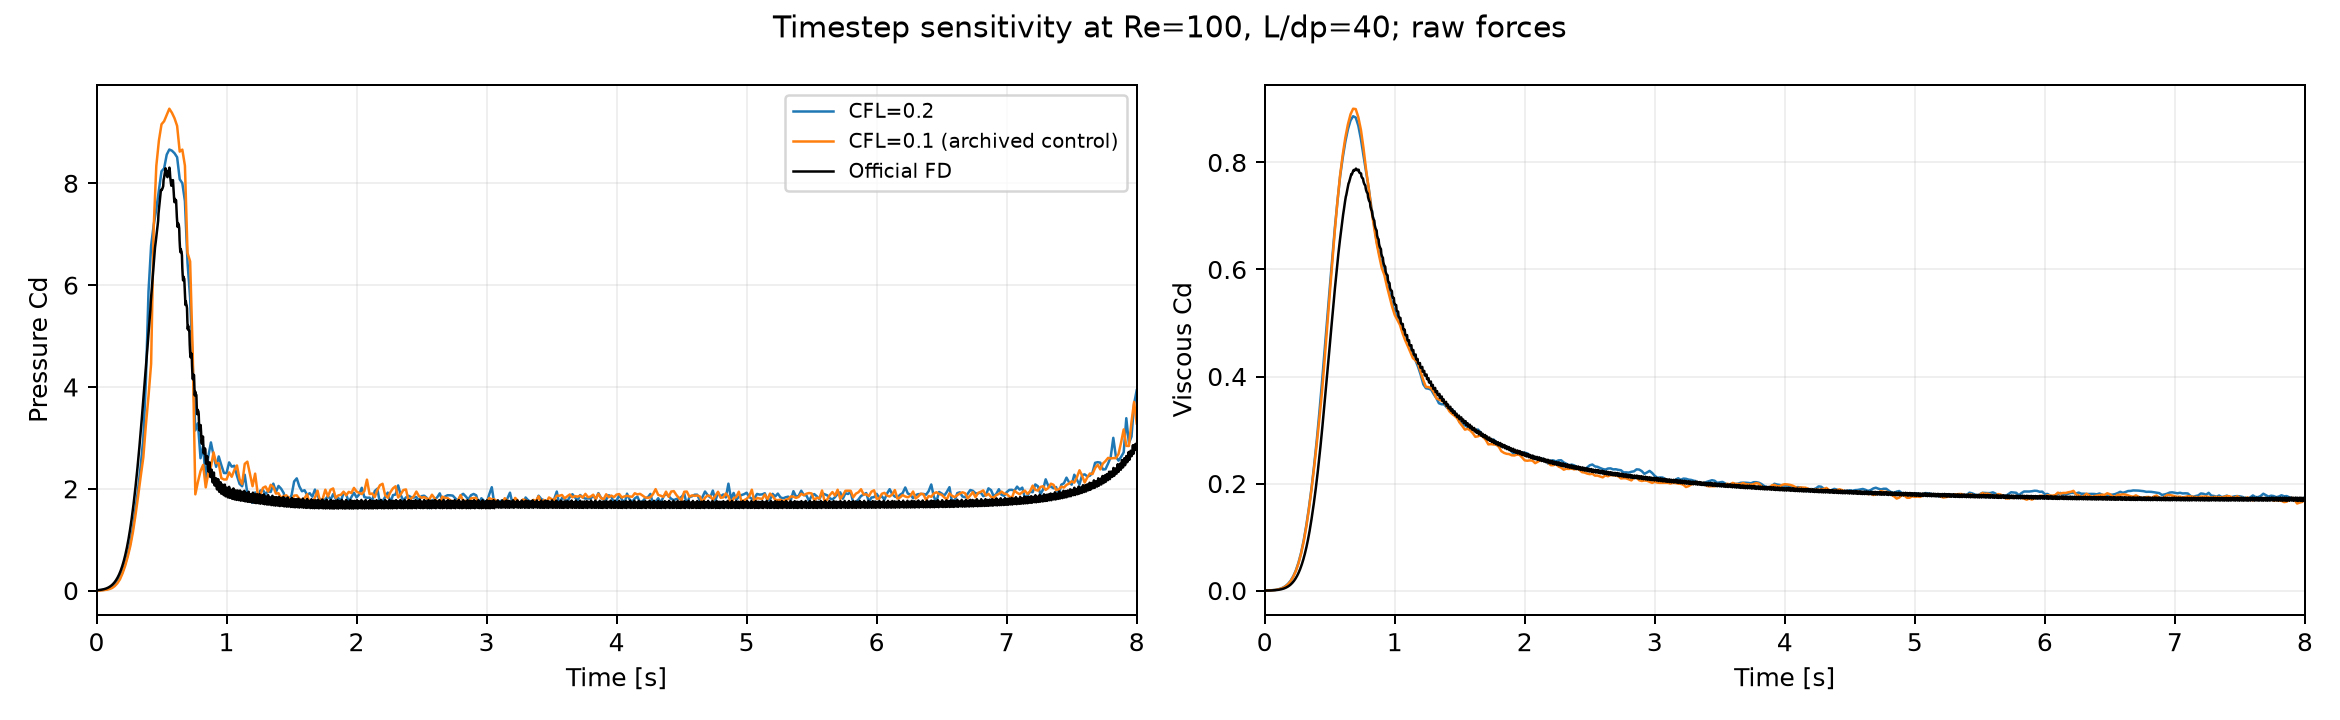 Timestep sensitivity at Re=100, L/dp=40; raw forces
CFL=0.2
CFL=0.1 (archived control)
Official FD
Pressure Cd
8
6
4
2
0
0 1 2 3 4 5 6 7 8
Time [s]
Viscous Cd
0.8
0.6
0.4
0.2
0.0
0 1 2 3 4 5 6 7 8
Time [s]